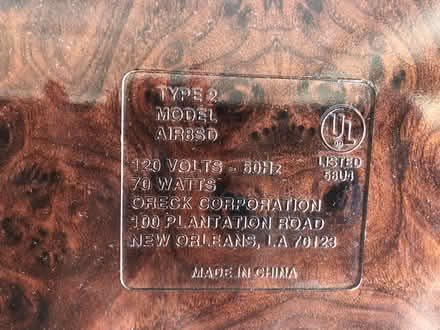 TYPE 2
MODEL
AIR8SD
120 VOLTS - 60Hz
70 WATTS
ORECK CORPORATION
100 PLANTATION ROAD
NEW ORLEANS, LA 70123
MADE IN CHINA
UL
LISTED
58U4